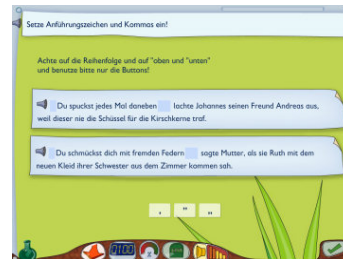 Setze Anführungszeichen und Kommas ein!
Achte auf die Reihenfolge und auf "oben und unten"
und benutze bitte nur die Buttons!
Du spuckst jedes Mal daneben lachte Johannes seinen Freund Andreas aus,
weil dieser nie die Schüssel für die Kirschkerne traf.
Du schmückst dich mit fremden Federn sagte Mutter, als sie Ruth mit dem
neuen Kleid ihrer Schwester aus dem Zimmer kommen sah.
, " „
0100